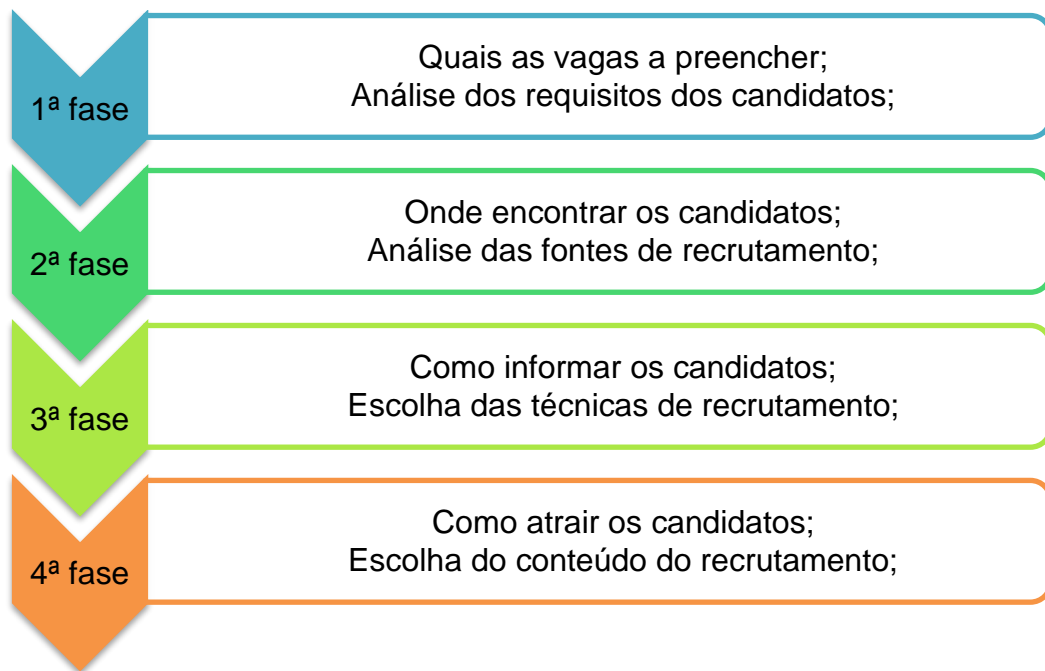 1ª fase
Quais as vagas a preencher;
Análise dos requisitos dos candidatos;
2ª fase
Onde encontrar os candidatos;
Análise das fontes de recrutamento;
3ª fase
Como informar os candidatos;
Escolha das técnicas de recrutamento;
4ª fase
Como atrair os candidatos;
Escolha do conteúdo do recrutamento;